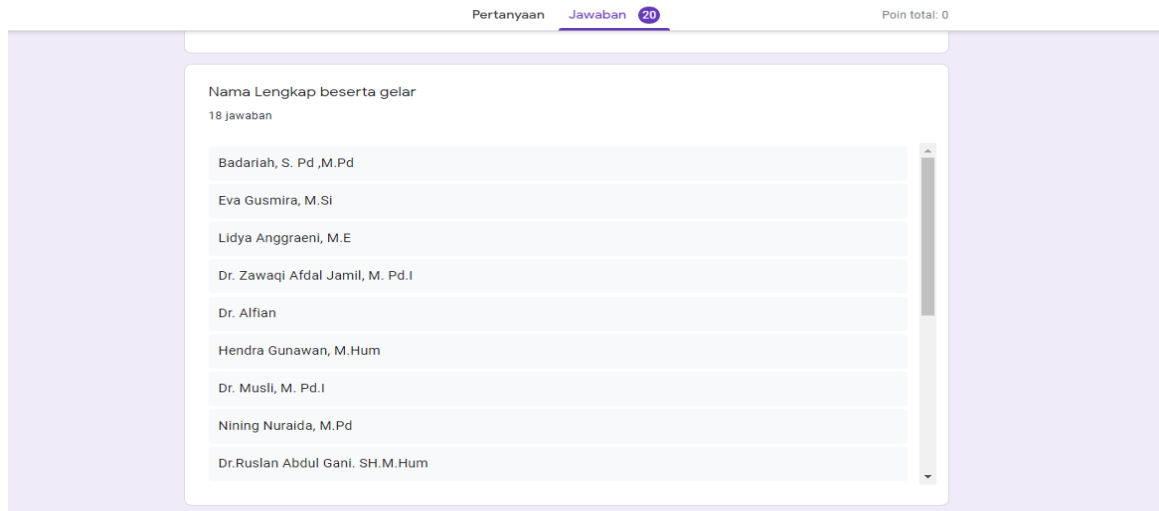 Pertanyaan Jawaban 20 Poin total: 0
Nama Lengkap beserta gelar
18 jawaban
Badariah, S. Pd ,M.Pd
Eva Gusmira, M.Si
Lidya Anggraeni, M.E
Dr. Zawaqi Afdal Jamil, M. Pd.I
Dr. Alfian
Hendra Gunawan, M.Hum
Dr. Musli, M. Pd.I
Nining Nuraida, M.Pd
Dr.Ruslan Abdul Gani. SH.M.Hum